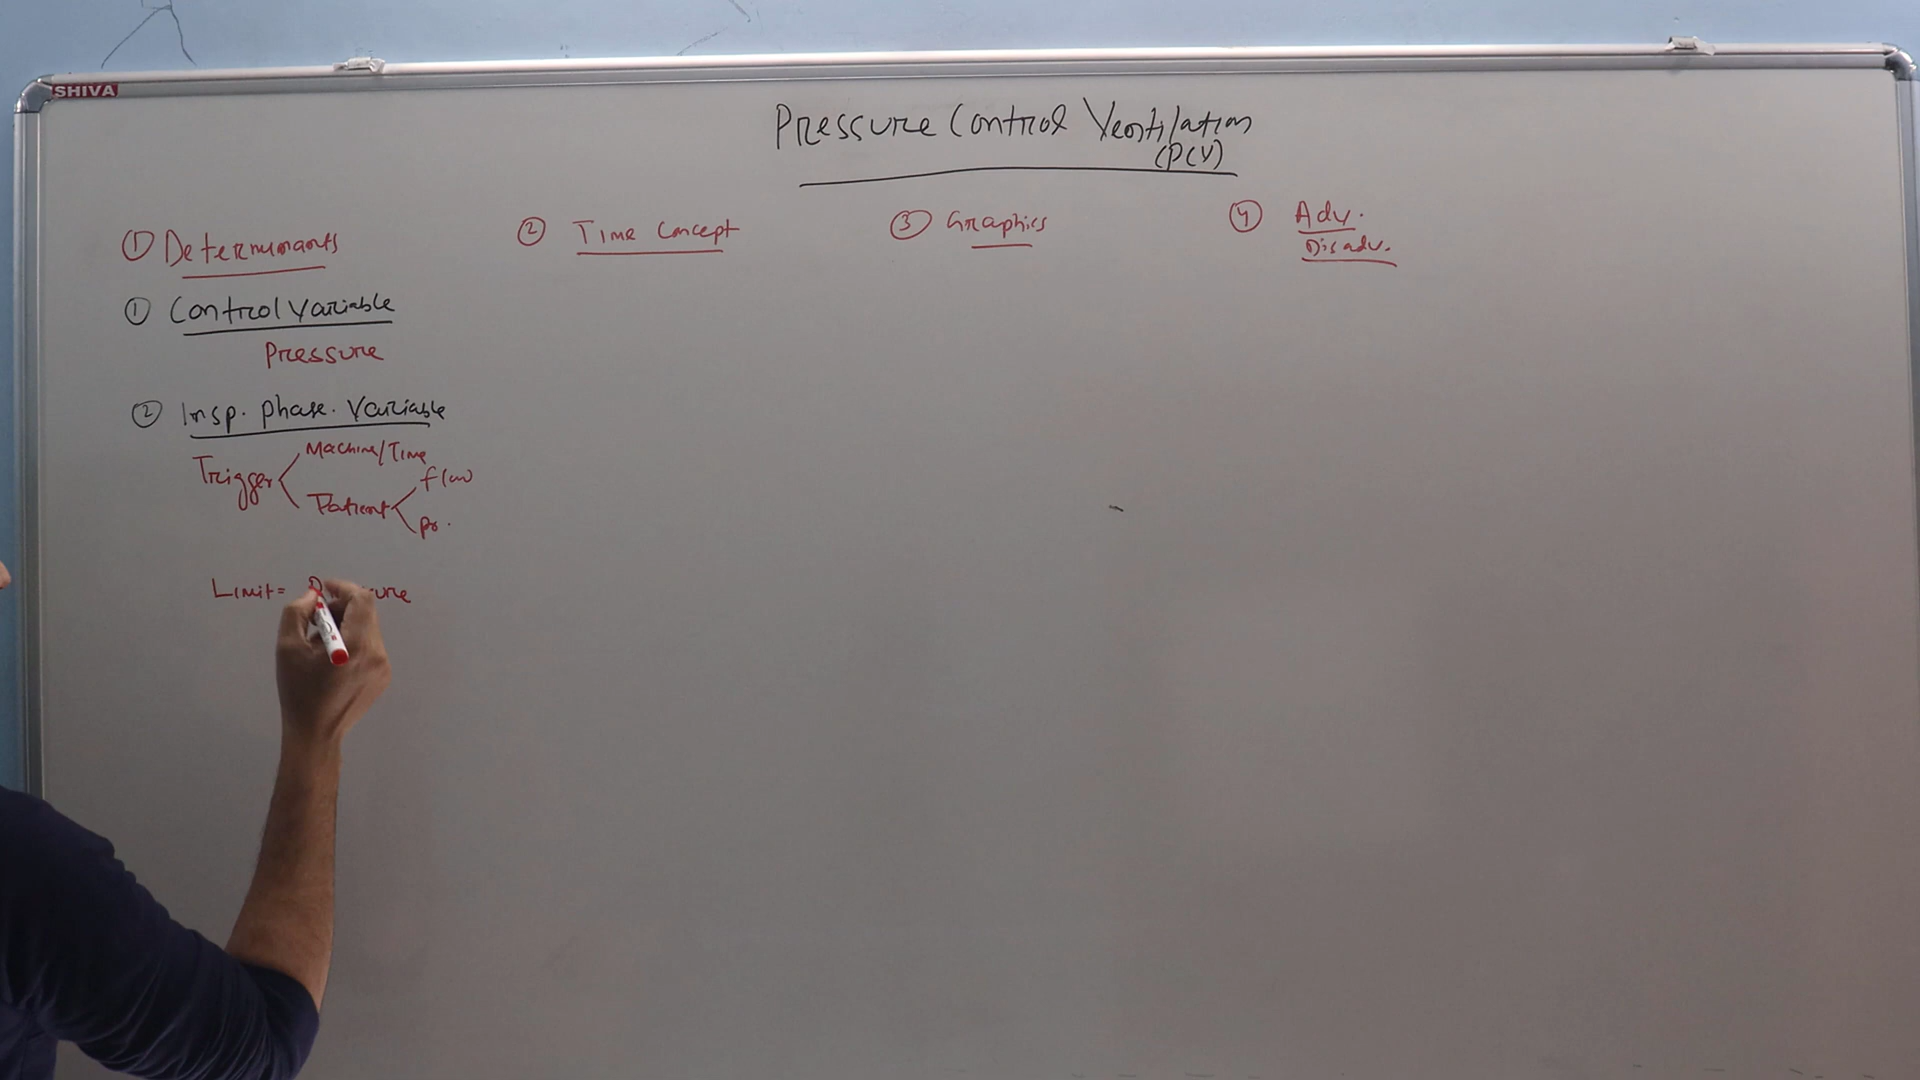 SHIVA
Pressure Control Ventilation
(PCV)
① Determinants
② Time Concept
③ Graphics
④ Adv.
Disadv.
① Control Variable
Pressure
② Insp. phase. Variable
Trigger
Machine/Time
Patient
flow
pr.
Limit = Pressure